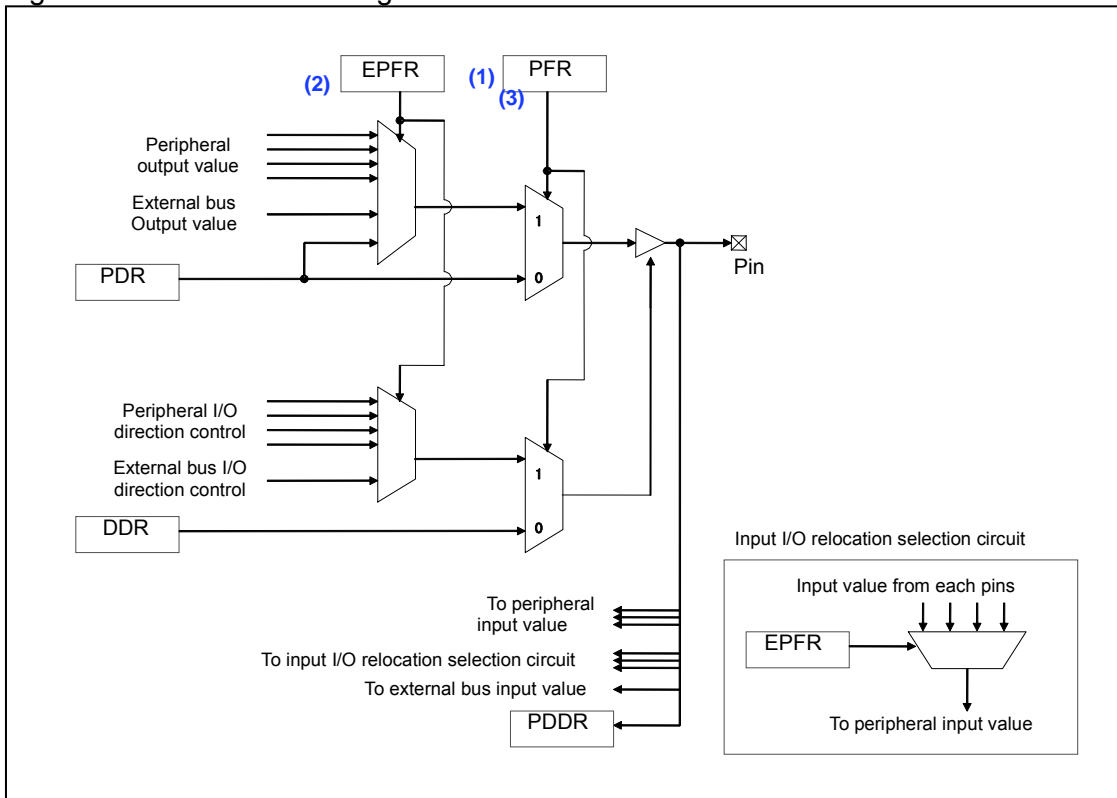 EPFR
(2)
PFR
(1)
(3)
Peripheral
output value
External bus
Output value
PDR
1
0
Pin
Peripheral I/O
direction control
External bus I/O
direction control
DDR
1
0
Input I/O relocation selection circuit
Input value from each pins
EPFR
To peripheral input value
To peripheral
input value
To input I/O relocation selection circuit
To external bus input value
PDDR